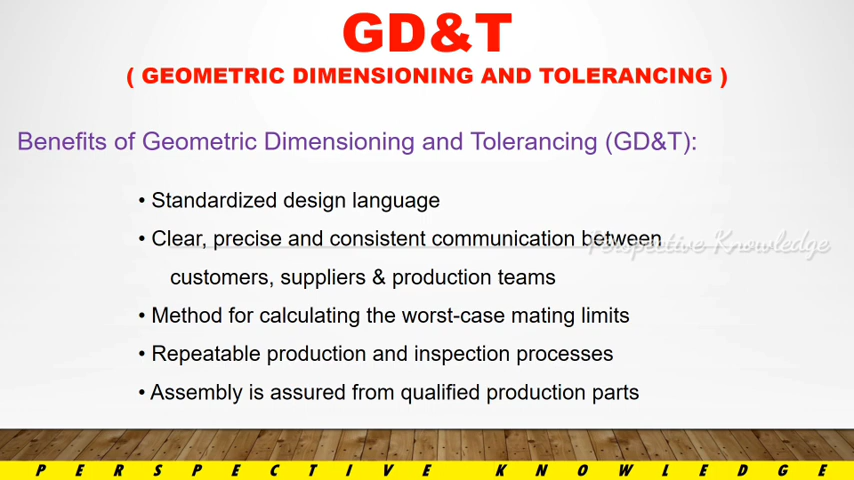 GD&T
( GEOMETRIC DIMENSIONING AND TOLERANCING )
Benefits of Geometric Dimensioning and Tolerancing (GD&T):
• Standardized design language
• Clear, precise and consistent communication between
customers, suppliers & production teams
Perspective Knowledge
• Method for calculating the worst-case mating limits
• Repeatable production and inspection processes
• Assembly is assured from qualified production parts
PERSPECTIVE KNOWLEDGE